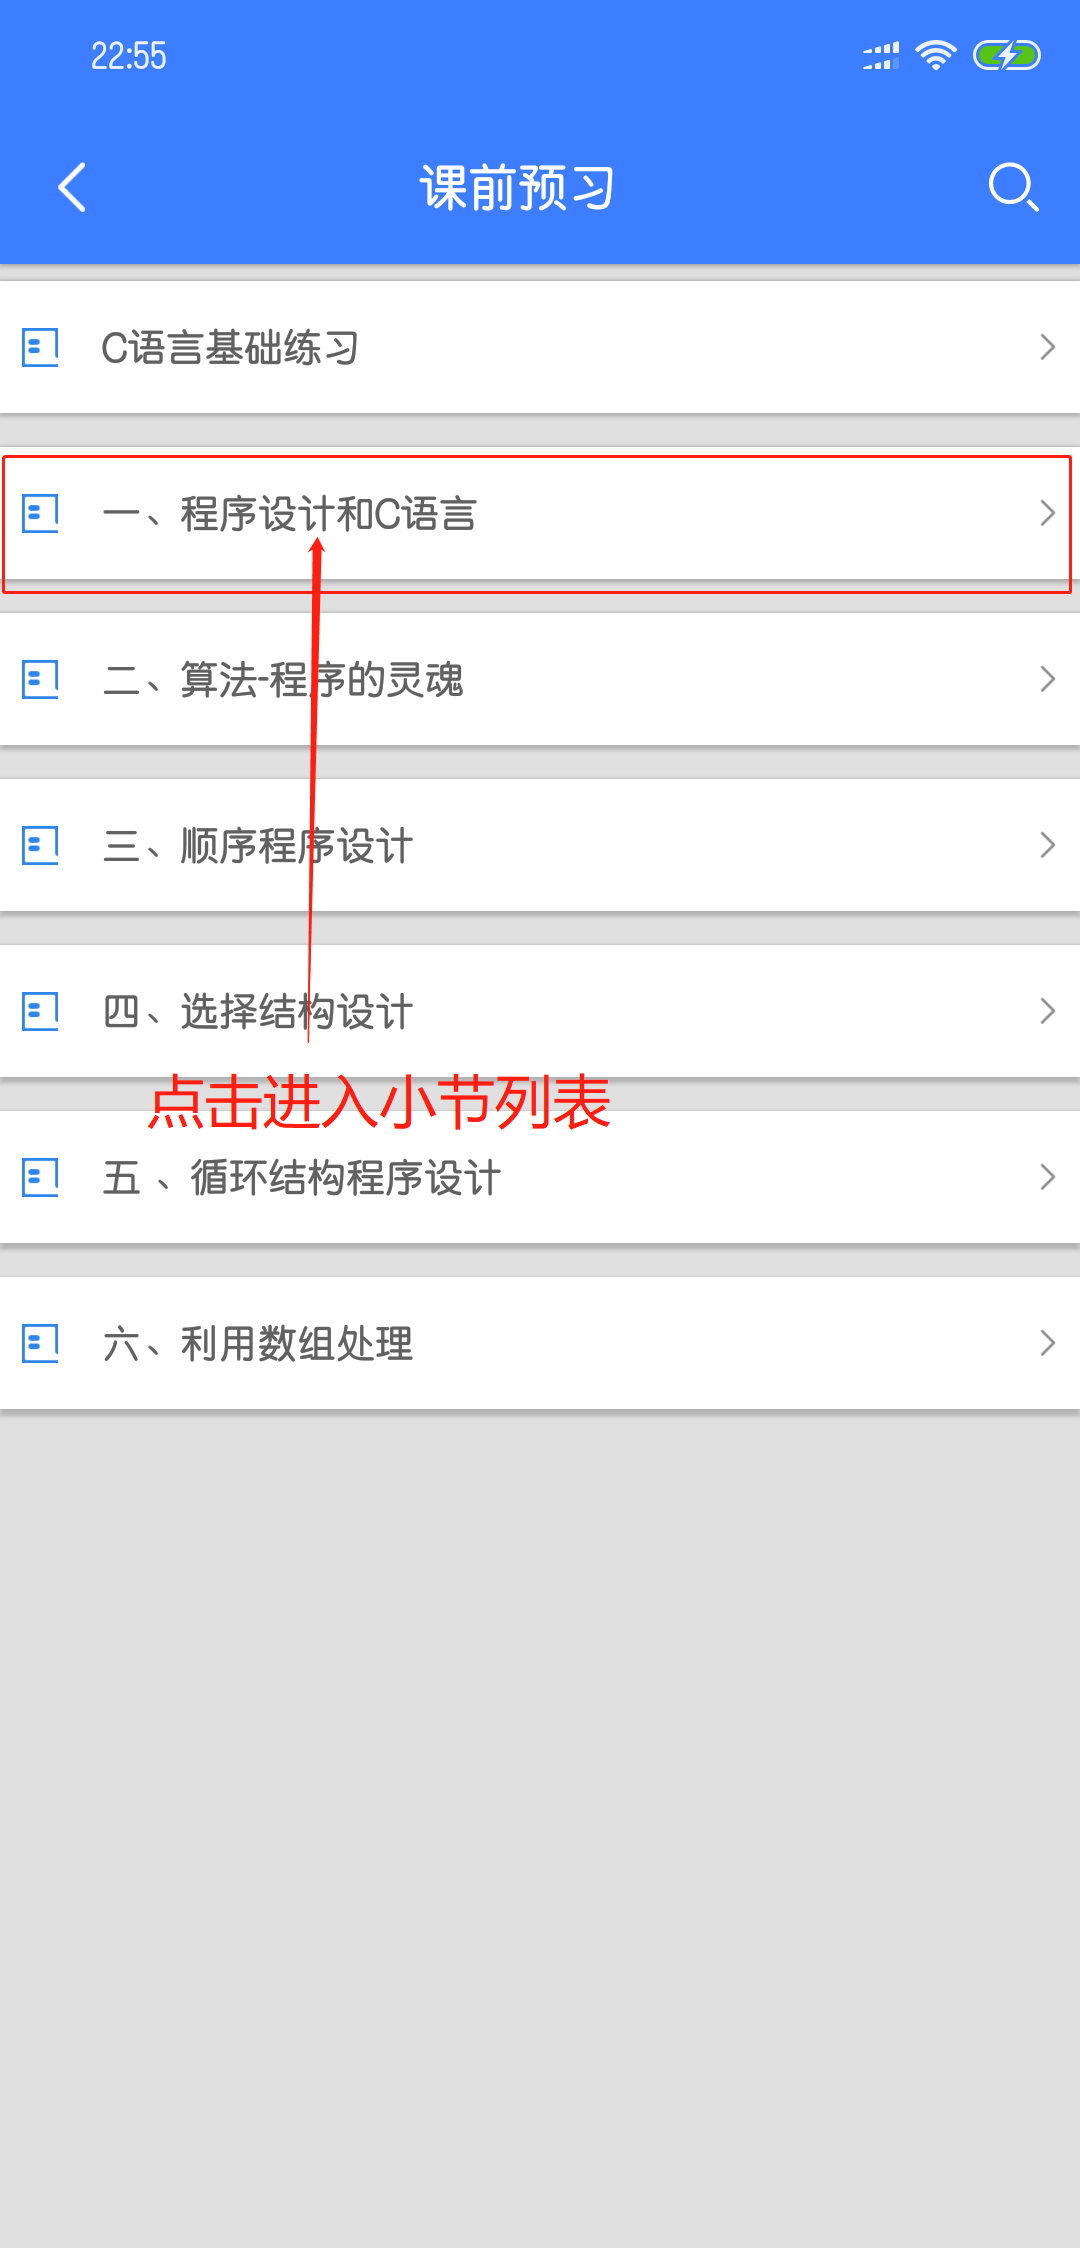 22:55
课前预习
C语言基础练习
一、程序设计和C语言
二、算法-程序的灵魂
三、顺序程序设计
四、选择结构设计
点击进入小节列表
五 、循环结构程序设计
六、利用数组处理